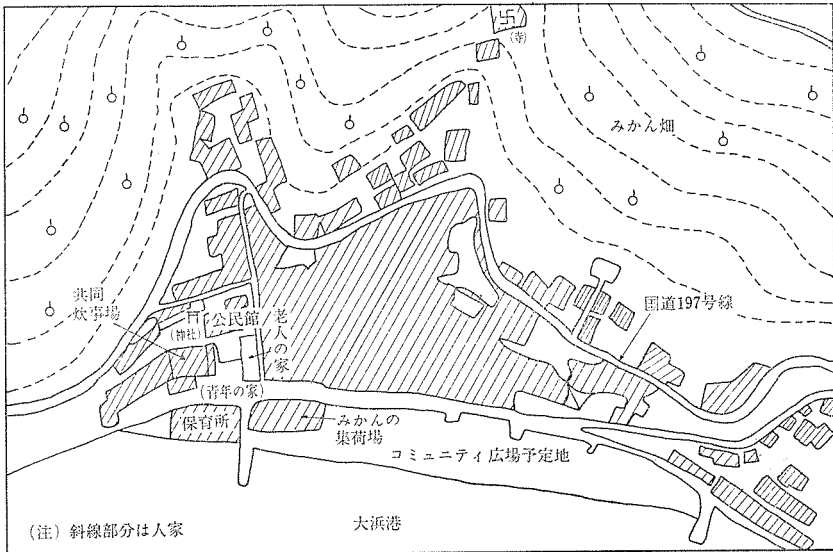 卍
(寺)
みかん畑
国道197号線
共同
炊事場
(神社)
公民館
老人の家
(青年の家)
保育所
みかんの
集荷場
コミュニティ広場予定地
(注) 斜線部分は人家
大浜港